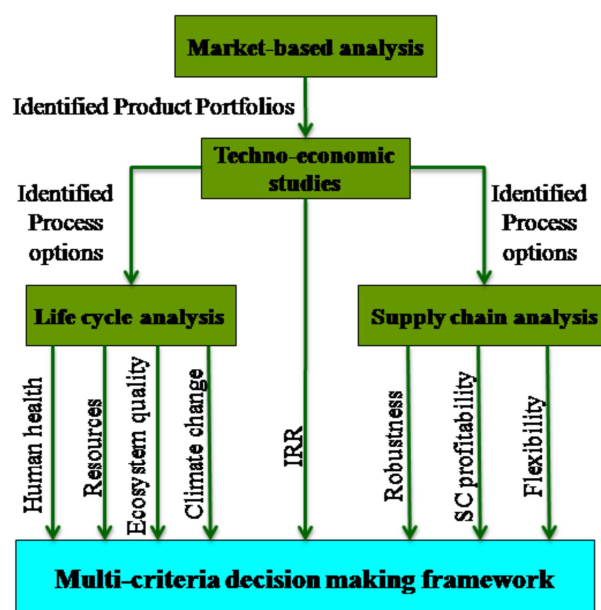 Market-based analysis
Identified Product Portfolios
Techno-economic
studies
Identified
Process
options
Identified
Process
options
Life cycle analysis
Supply chain analysis
Human health
Resources
Ecosystem quality
Climate change
IRR
Robustness
SC profitability
Flexibility
Multi-criteria decision making framework